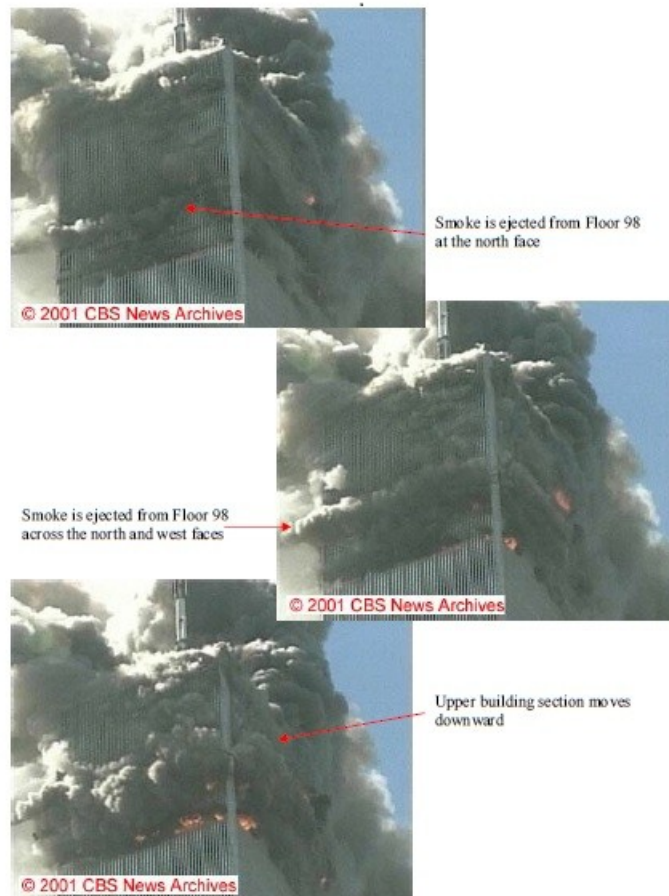 Smoke is ejected from Floor 98
at the north face
© 2001 CBS News Archives
Smoke is ejected from Floor 98
across the north and west faces
© 2001 CBS News Archives
Upper building section moves
downward
© 2001 CBS News Archives